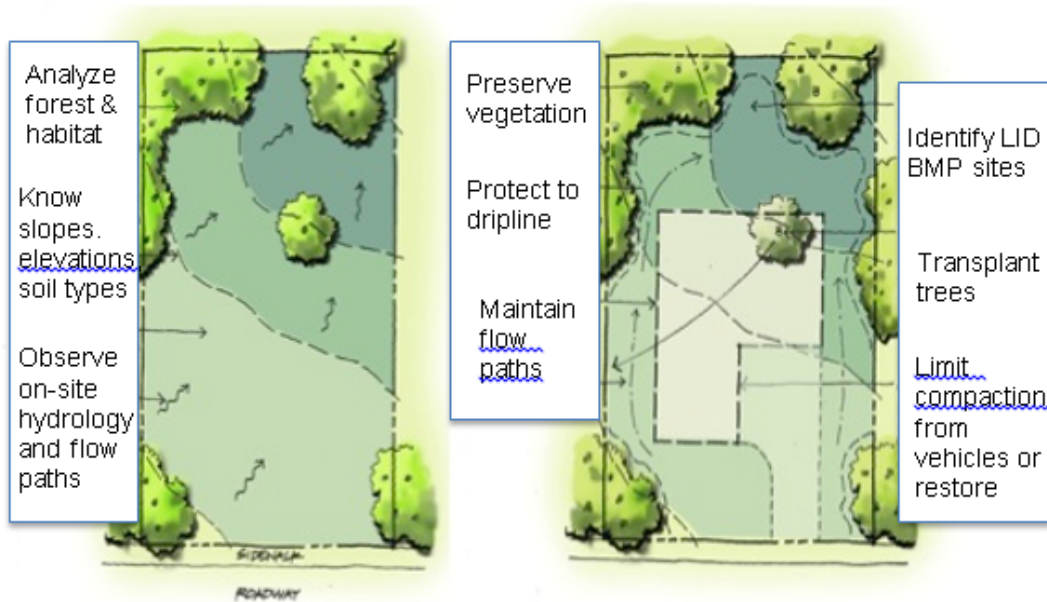 Analyze
forest &
habitat
Know
slopes.
elevations
soil types
Observe
on-site
hydrology
and flow
paths
SIDEWALK
ROADWAY
Preserve
vegetation
Protect to
dripline
Maintain
flow
paths
Identify LID
BMP sites
Transplant
trees
Limit
compaction
from
vehicles or
restore